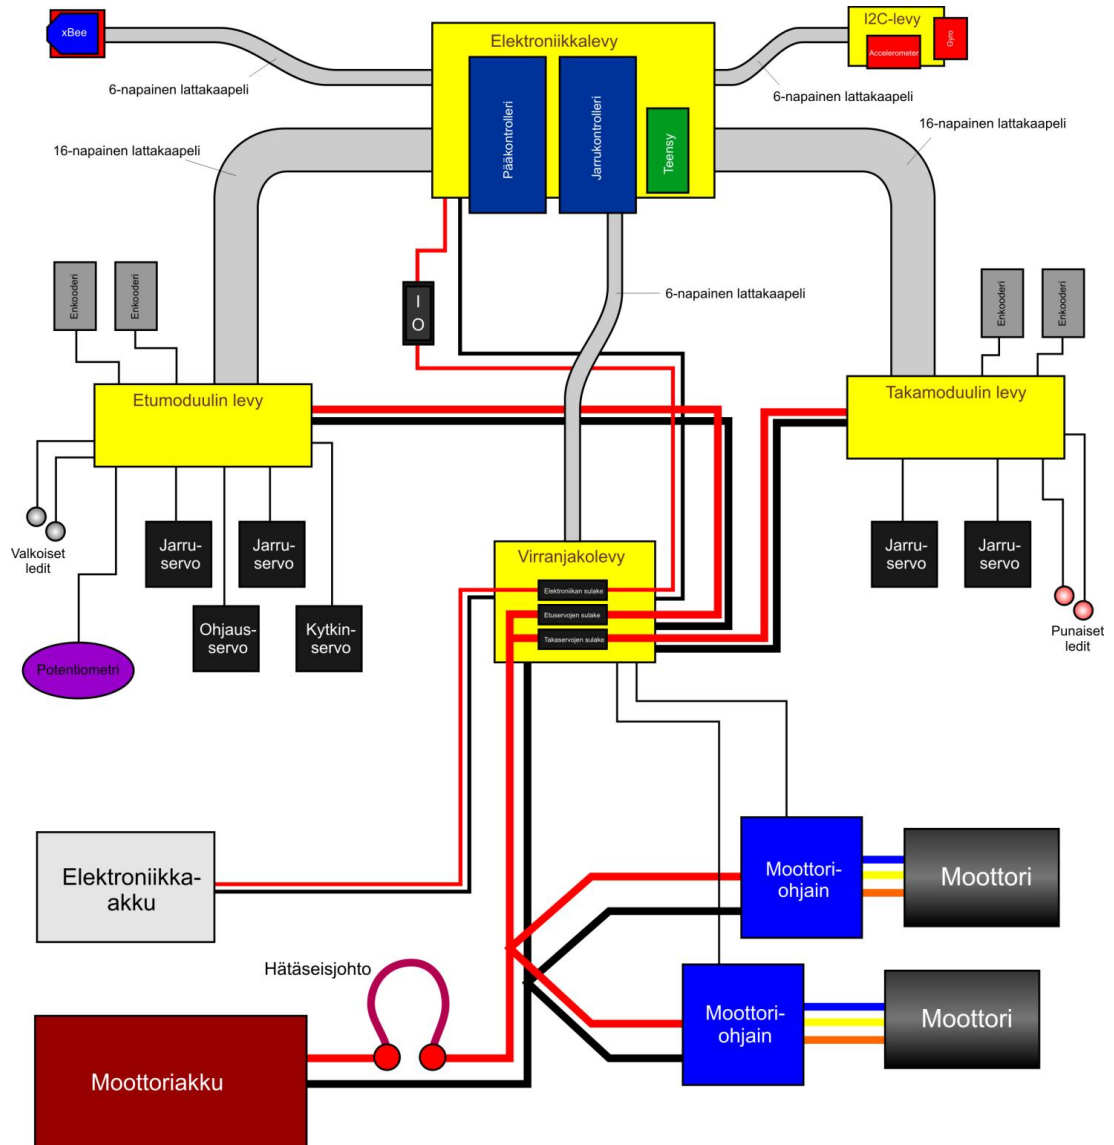 xBee
Elektroniikkalevy
I2C-levy
Accelerometer
Gyro
6-napainen lattakaapeli
6-napainen lattakaapeli
Pääkontrolleri
Jarrukontrolleri
Teensy
16-napainen lattakaapeli
16-napainen lattakaapeli
Enkooderi
Enkooderi
I
O
6-napainen lattakaapeli
Enkooderi
Enkooderi
Etumoduulin levy
Takamoduulin levy
Valkoiset
ledit
Jarru-
servo
Jarru-
servo
Ohjaus-
servo
Kytkin-
servo
Potentiometri
Virranjakolevy
Elektroniikan sulake
Etuservojen sulake
Takaservojen sulake
Jarru-
servo
Jarru-
servo
Punaiset
ledit
Elektroniikka-
akku
Moottori-
ohjain
Moottori
Hätäseisjohto
Moottori-
ohjain
Moottori
Moottoriakku